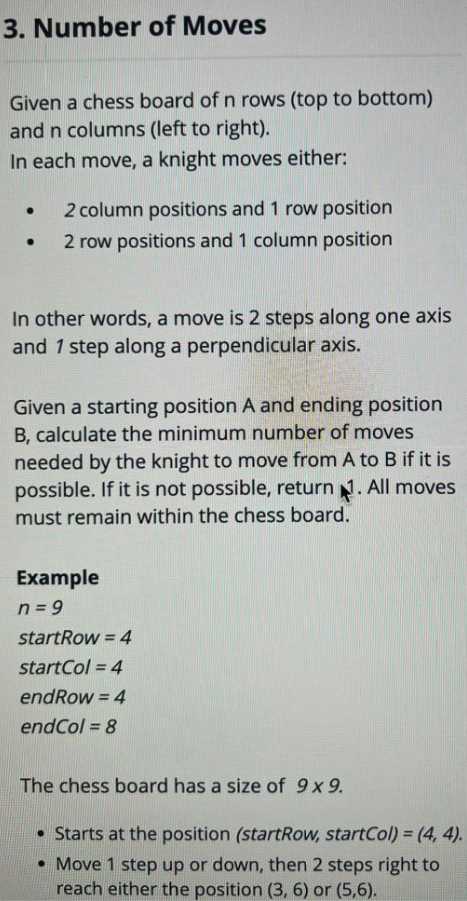 3. Number of Moves
Given a chess board of n rows (top to bottom)
and n columns (left to right).
In each move, a knight moves either:
• 2 column positions and 1 row position
• 2 row positions and 1 column position
In other words, a move is 2 steps along one axis
and 1 step along a perpendicular axis.
Given a starting position A and ending position
B, calculate the minimum number of moves
needed by the knight to move from A to B if it is
possible. If it is not possible, return 1. All moves
must remain within the chess board.
Example
n = 9
startRow = 4
startCol = 4
endRow = 4
endCol = 8
The chess board has a size of 9 x 9.
• Starts at the position (startRow, startCol) = (4, 4).
• Move 1 step up or down, then 2 steps right to
reach either the position (3, 6) or (5,6).